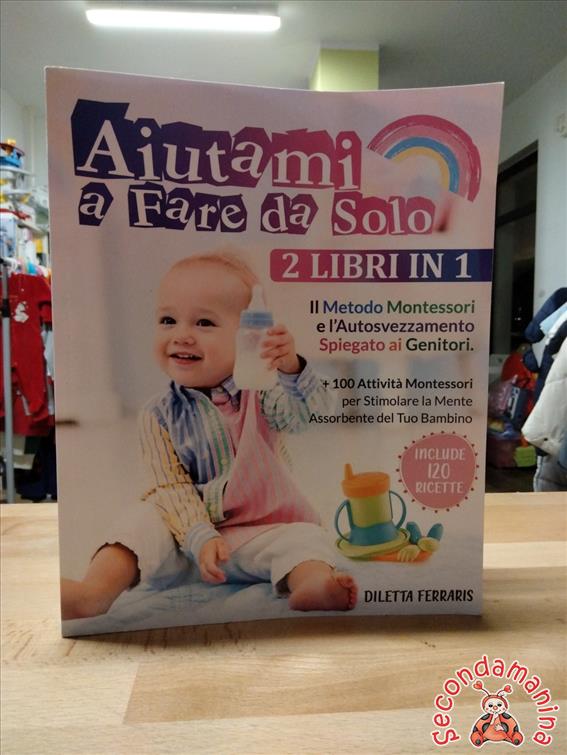 Aiutami
a Fare da Solo
2 LIBRI IN 1
Il Metodo Montessori
e l'Autosvezzamento
Spiegato ai Genitori.
+ 100 Attività Montessori
per Stimolare la Mente
Assorbente del Tuo Bambino
INCLUDE
120
RICETTE
DILETTA FERRARIS
Secondamanina